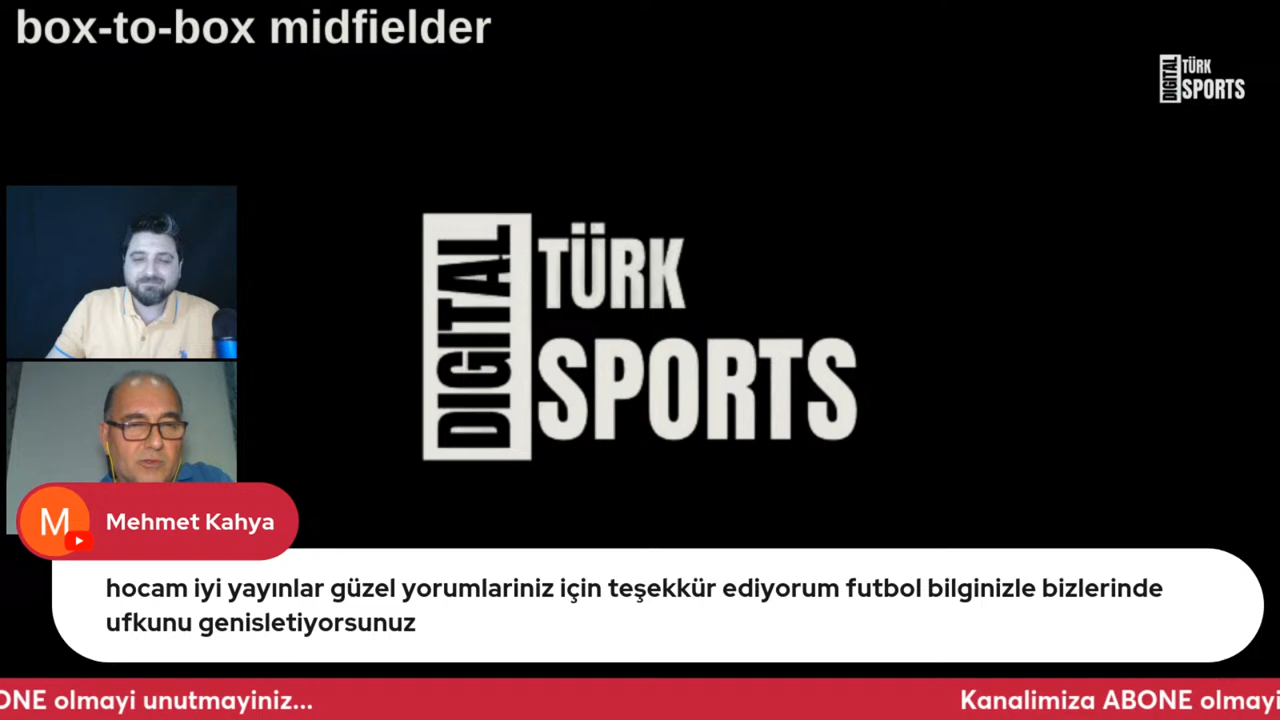 box-to-box midfielder
DIGITAL
TÜRK
SPORTS
DIGITAL
TÜRK
SPORTS
M
Mehmet Kahya
hocam iyi yayınlar güzel yorumlariniz için teşekkür ediyorum futbol bilginizle bizlerinde
ufkunu genisletiyorsunuz
ONE olmayi unutmayiniz...
Kanalimiza ABONE olmayi